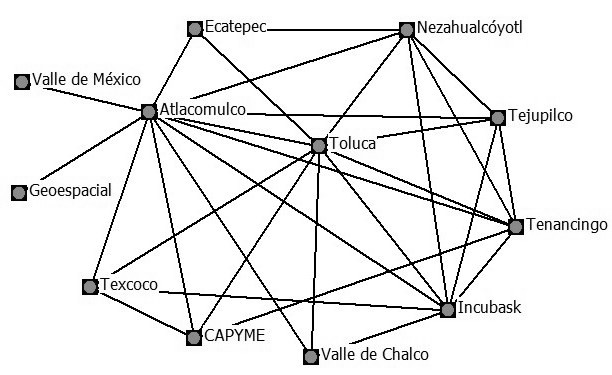 Ecatepec
Nezahualcóyotl
Valle de México
Atlacomulco
Tejupilco
Toluca
Geoespacial
Tenancingo
Texcoco
Incubask
CAPYME
Valle de Chalco